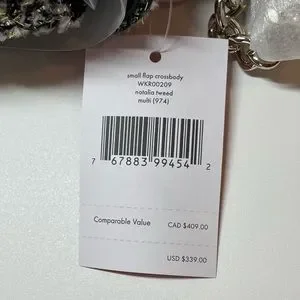 small flap crossbody
WKR00209
natalia tweed
multi (974)
7 67883 99454 2
Comparable Value CAD $409.00
USD $339.00